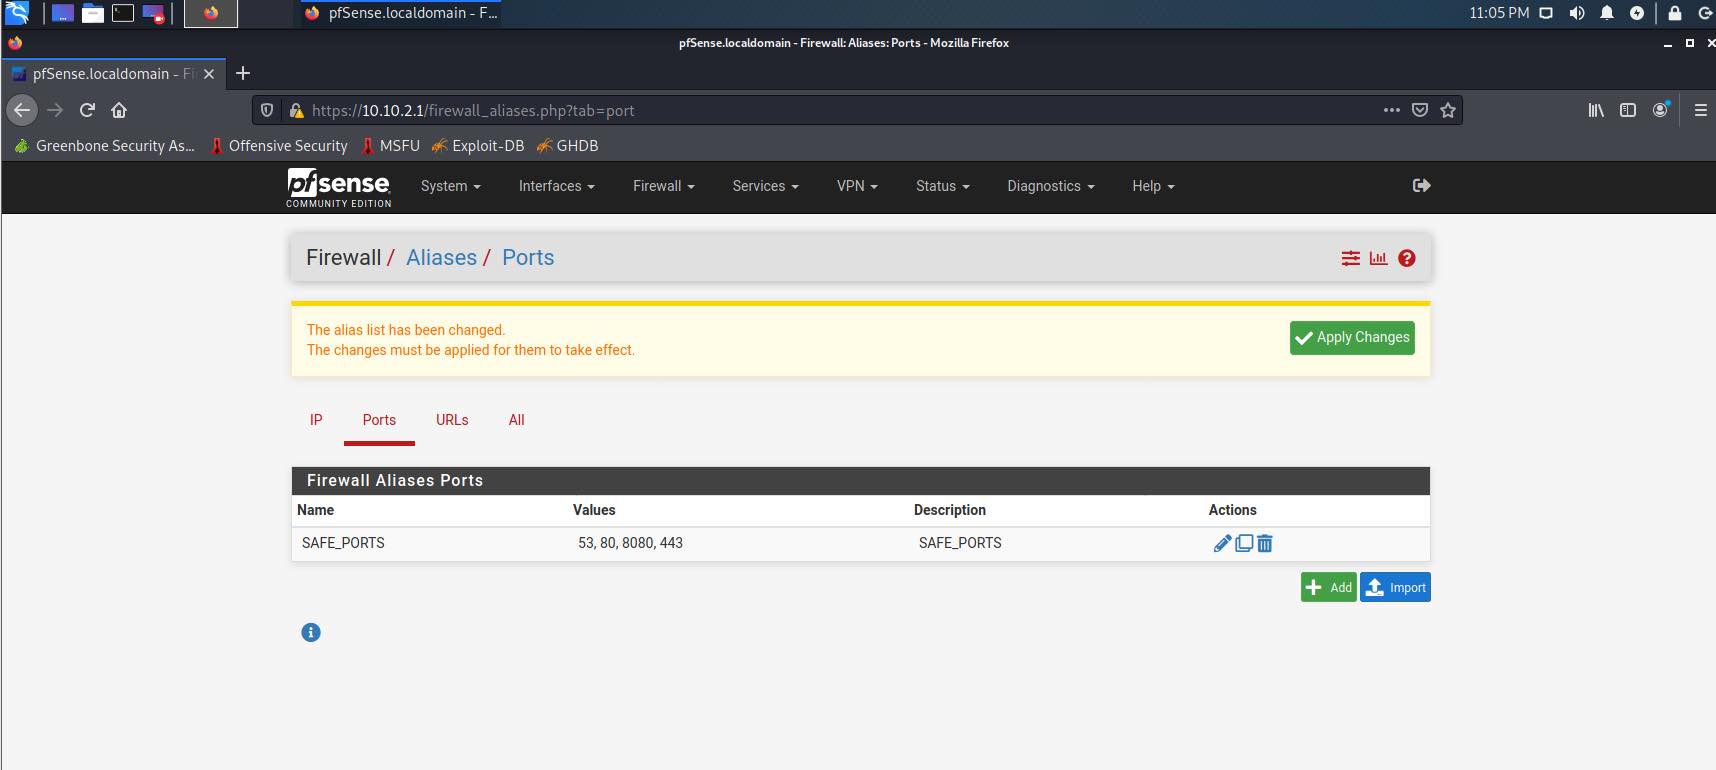 pfSense.localdomain - F...
11:05 PM
pfSense.localdomain - Firewall: Aliases: Ports - Mozilla Firefox
pfSense.localdomain - Fi
https://10.10.2.1/firewall_aliases.php?tab=port
Greenbone Security As... Offensive Security MSFU Exploit-DB GHDB
pfsense
COMMUNITY EDITION
System Interfaces Firewall Services VPN Status Diagnostics Help
Firewall / Aliases / Ports
The alias list has been changed.
The changes must be applied for them to take effect.
Apply Changes
IP Ports URLs All
Firewall Aliases Ports
Name Values Description Actions
SAFE_PORTS 53, 80, 8080, 443 SAFE_PORTS
Add Import